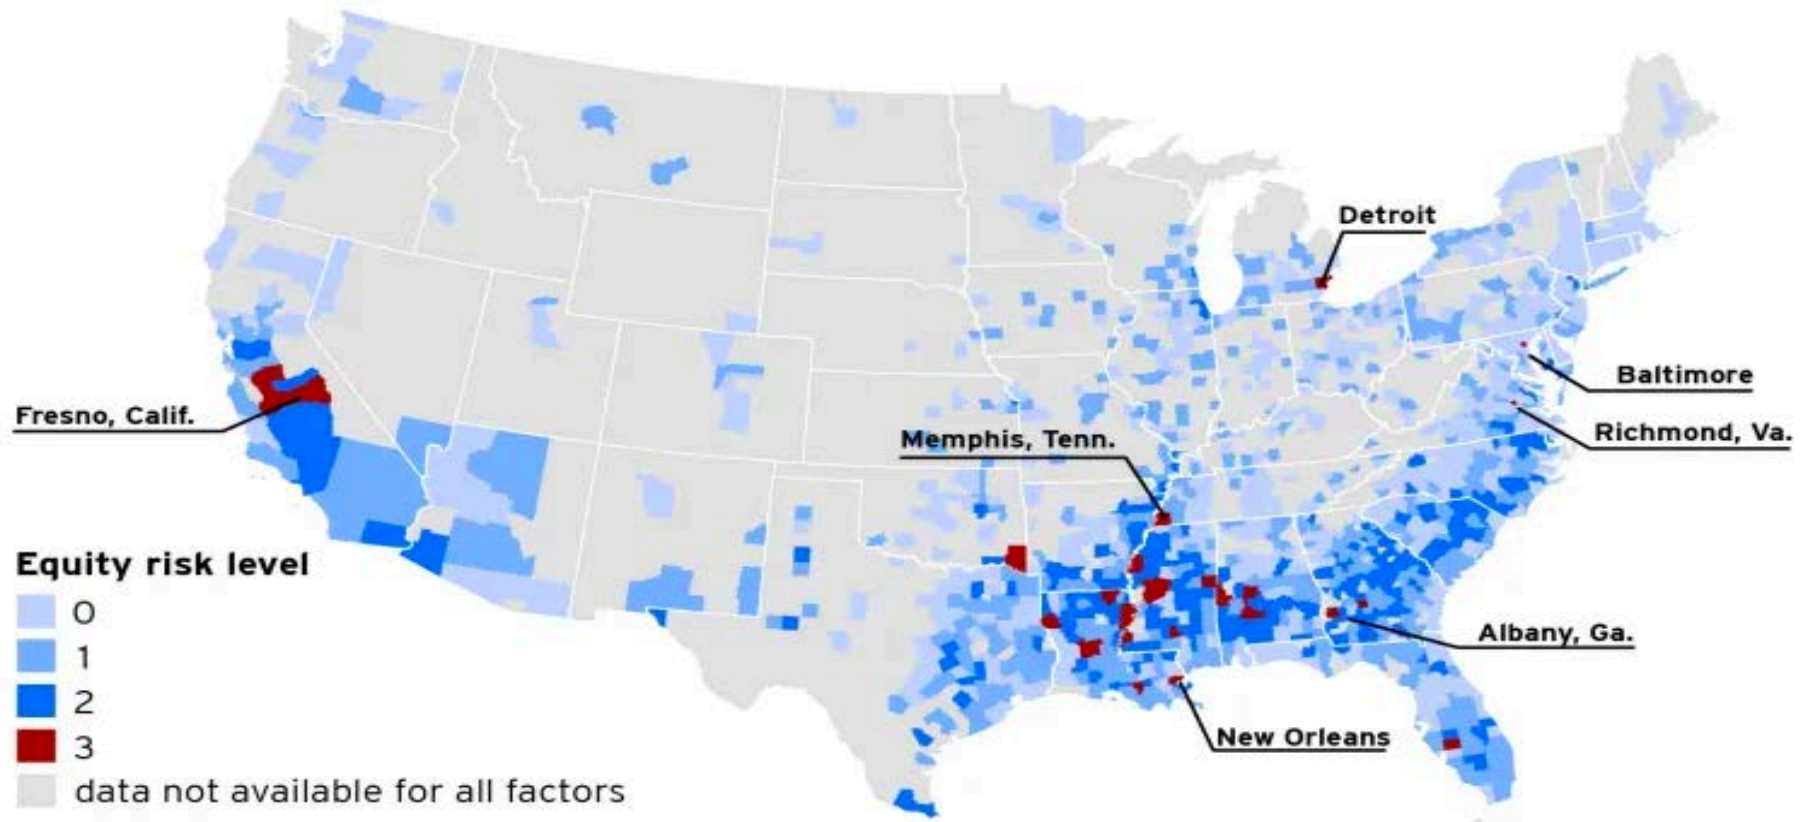 Detroit
Baltimore
Fresno, Calif.
Richmond, Va.
Memphis, Tenn.
Equity risk level
0
1
2
3
data not available for all factors
Albany, Ga.
New Orleans